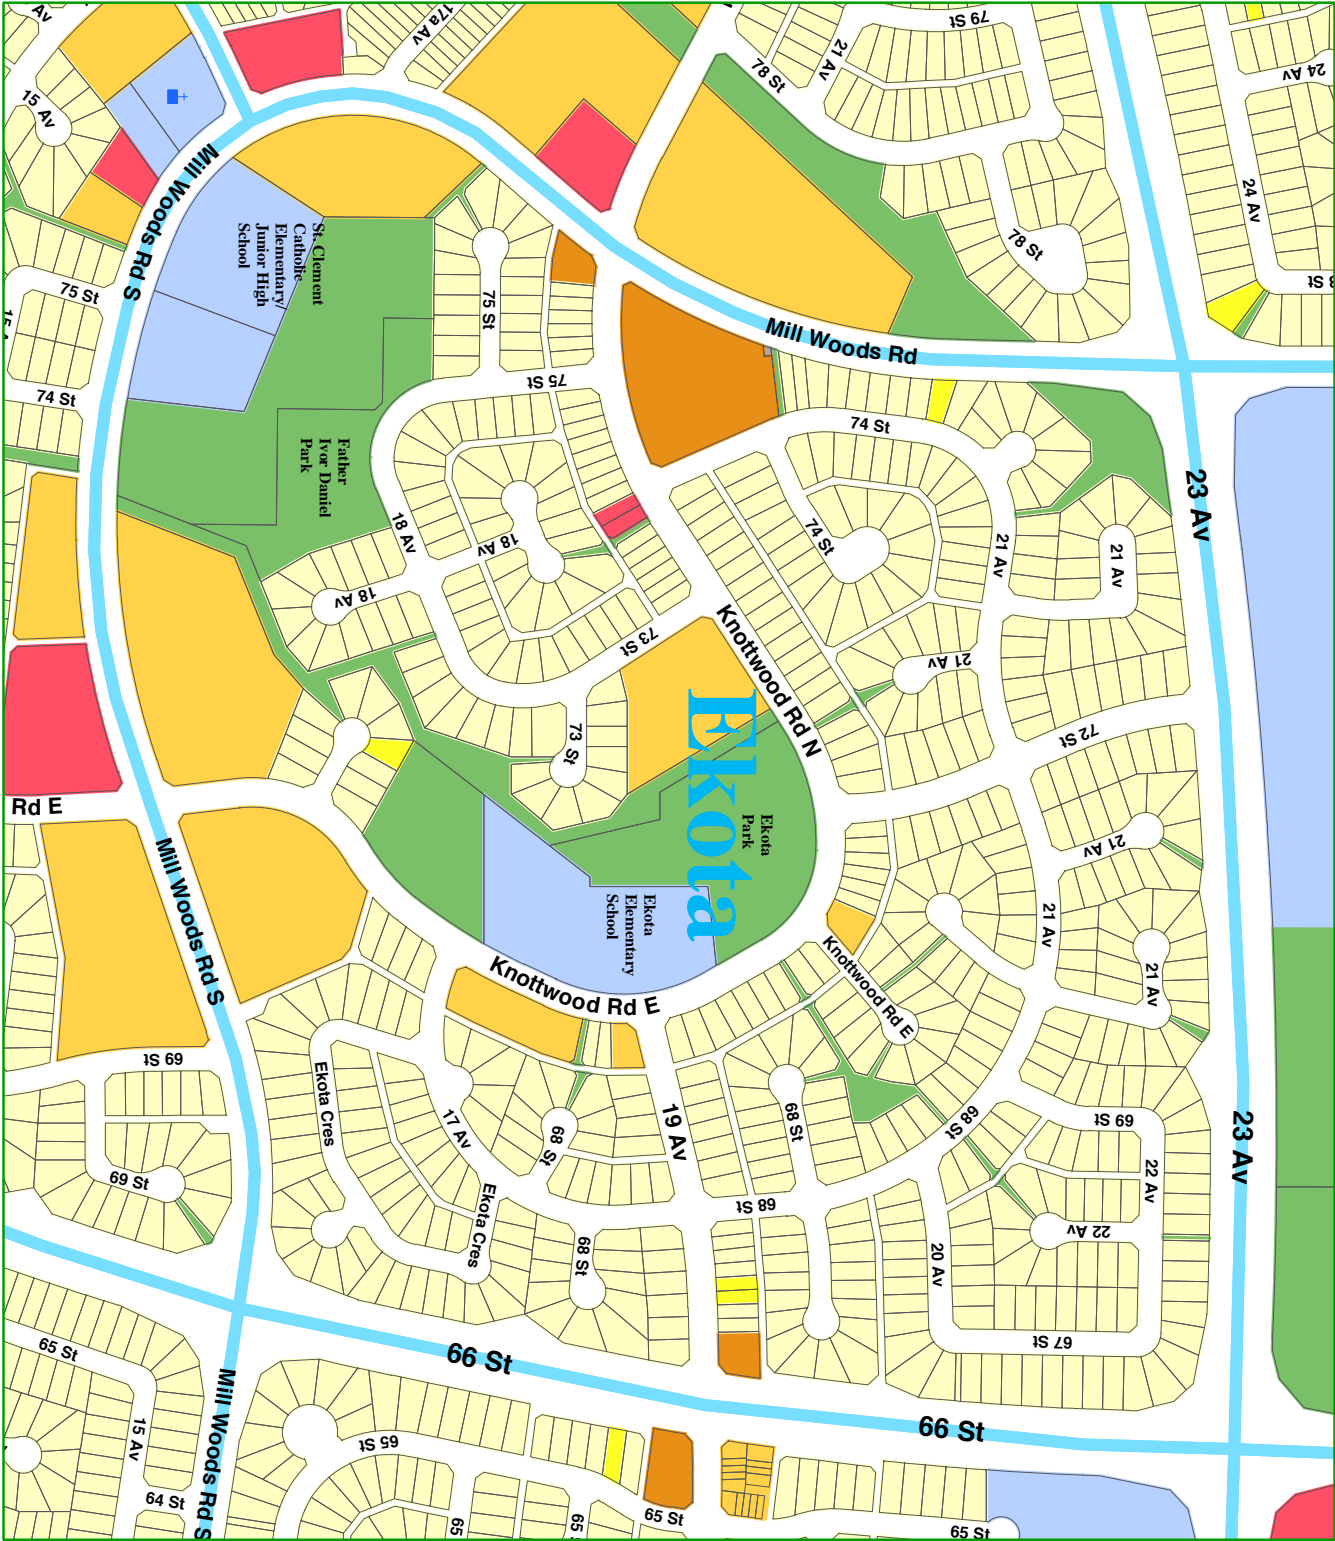 Av
17a Av
79 St
21 Av
78 St
24 Av
15 Av
Mill Woods Rd S
24 Av
St. Clement
Catholic
Elementary/
Junior High
School
78 St
75 St
75 St
15 A
Mill Woods Rd
75 St
74 St
74 St
Father
Ivor Daniel
Park
23 Av
18 Av
18 Av
74 St
21 Av
21 Av
18 Av
73 St
Knottwood Rd N
21 Av
Ekota
73 St
72 St
Rd E
Ekota
Park
21 Av
Mill Woods Rd S
Ekota
Elementary
School
21 Av
Knottwood Rd E
Knottwood Rd E
21 Av
69 St
Ekota Cres
17 Av
68 St
19 Av
68 St
68 St
69 St
23 Av
69 St
22 Av
Ekota Cres
68 St
68 St
20 Av
22 Av
67 St
65 St
66 St
66 St
Mill Woods Rd S
15 Av
65 St
64 St
65
65
65 St
65 St